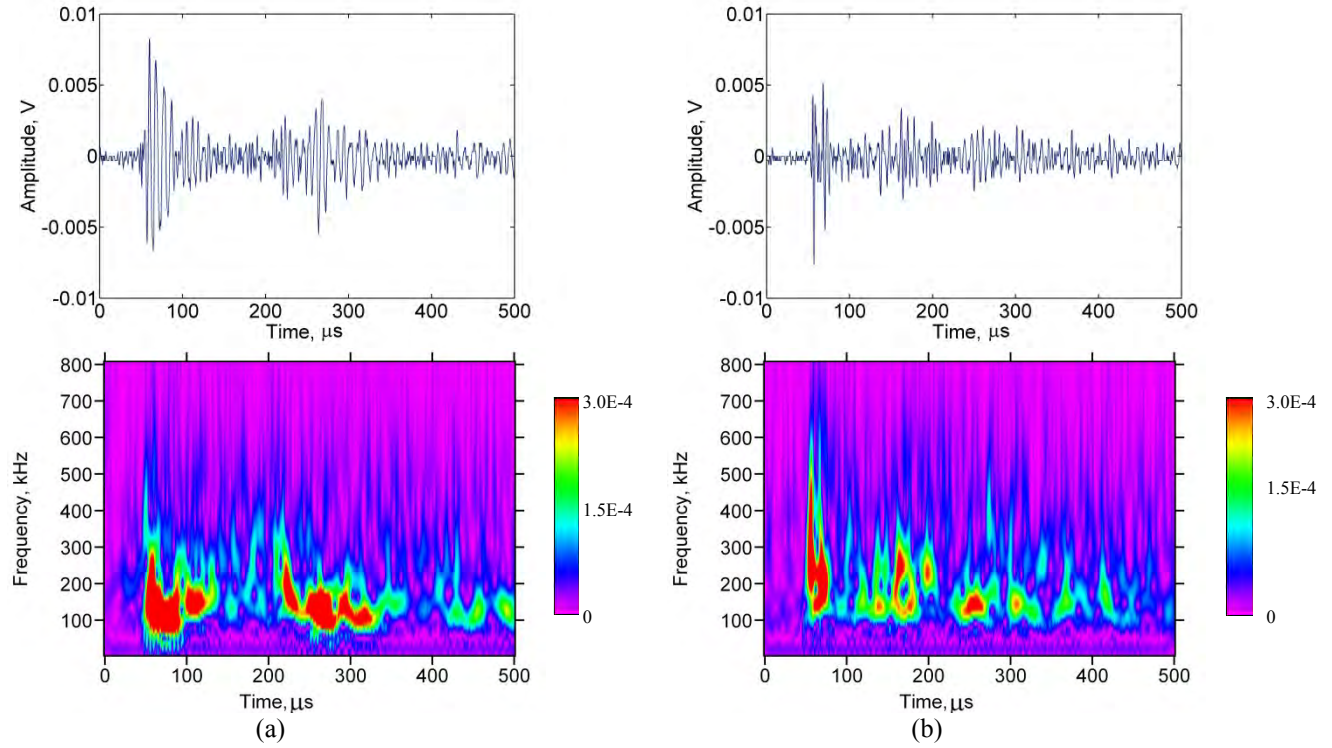 0.01
0.005
0
-0.005
-0.01
Amplitude, V
0 100 200 300 400 500
Time, μs
0.01
0.005
0
-0.005
-0.01
Amplitude, V
0 100 200 300 400 500
Time, μs
800
700
600
500
400
300
200
100
Frequency, kHz
0 100 200 300 400 500
Time, μs
3.0E-4
1.5E-4
0
(a)
800
700
600
500
400
300
200
100
Frequency, kHz
0 100 200 300 400 500
Time, μs
3.0E-4
1.5E-4
0
(b)